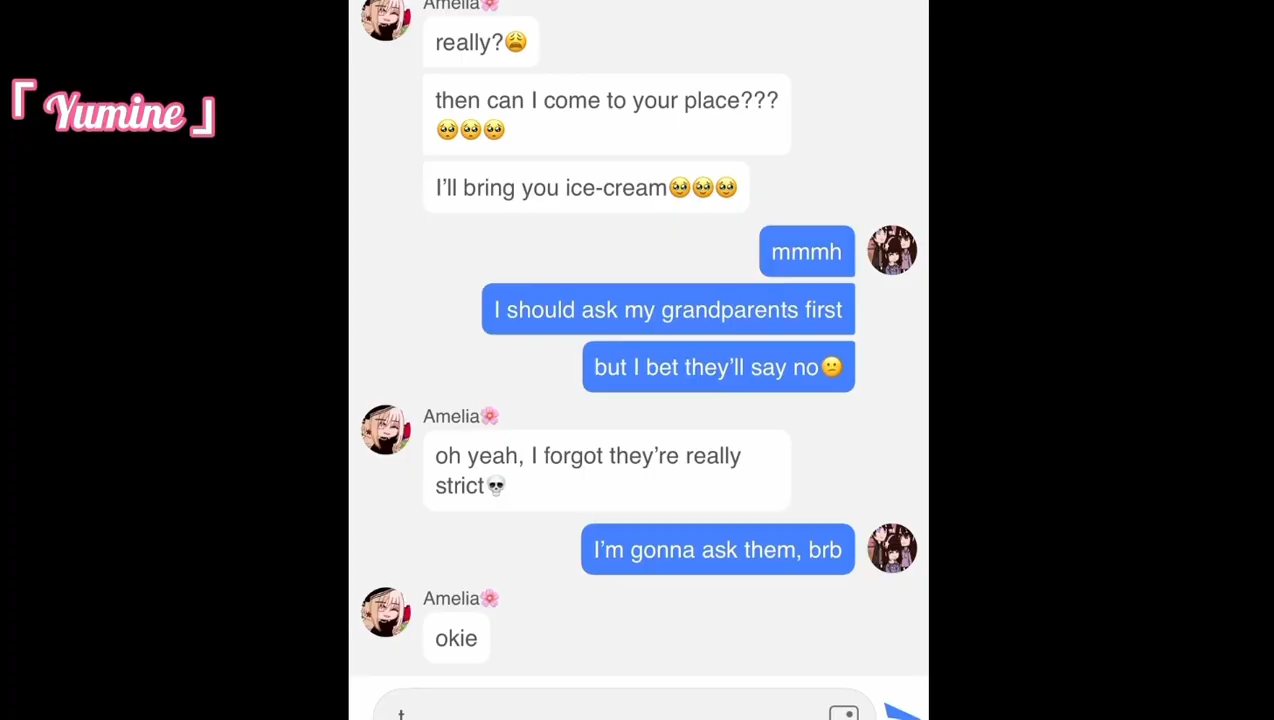 Amelia🌸
really?😩
「 Yumine 」
then can I come to your place???
🥺🥺🥺
I’ll bring you ice-cream🥹🥹🥹
mmmh
I should ask my grandparents first
but I bet they’ll say no😕
Amelia🌸
oh yeah, I forgot they’re really
strict💀
I’m gonna ask them, brb
Amelia🌸
okie
t